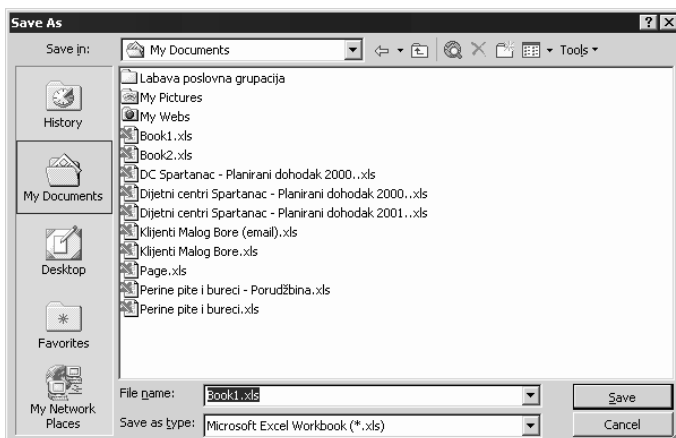 Save As
Save in:
My Documents
Tools
History
My Documents
Desktop
Favorites
My Network
Places
Labava poslovna grupacija
My Pictures
My Webs
Book1.xls
Book2.xls
DC Spartanac - Planirani dohodak 2000..xls
Dijetni centri Spartanac - Planirani dohodak 2000..xls
Dijetni centri Spartanac - Planirani dohodak 2001..xls
Klijenti Malog Bore (email).xls
Klijenti Malog Bore.xls
Page.xls
Perine pite i bureci - Porudžbina.xls
Perine pite i bureci.xls
File name:
Book1.xls
Save
Save as type:
Microsoft Excel Workbook (*.xls)
Cancel